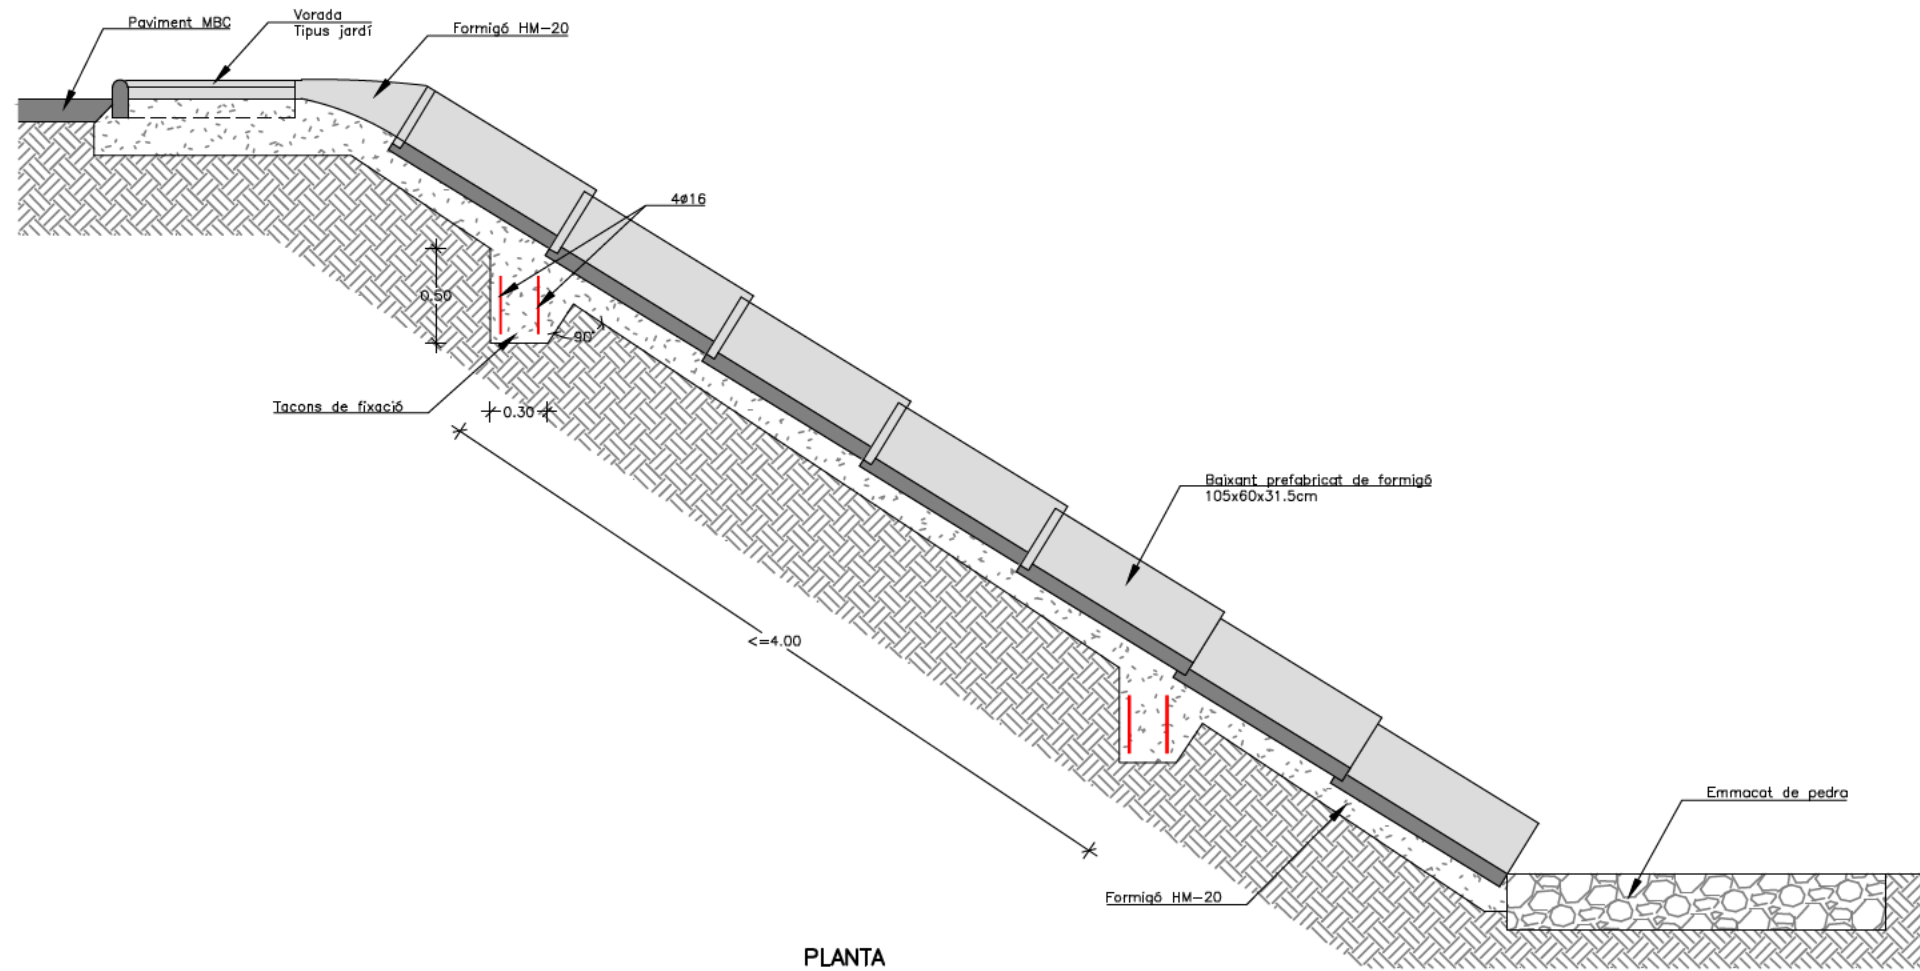 Paviment MBC
Vorada
Tipus jardí
Formigó HM-20
4ø16
0.50
90°
Tacons de fixació
0.30
Baixant prefabricat de formigó
105x60x31.5cm
<=4.00
Emmacat de pedra
Formigó HM-20
PLANTA